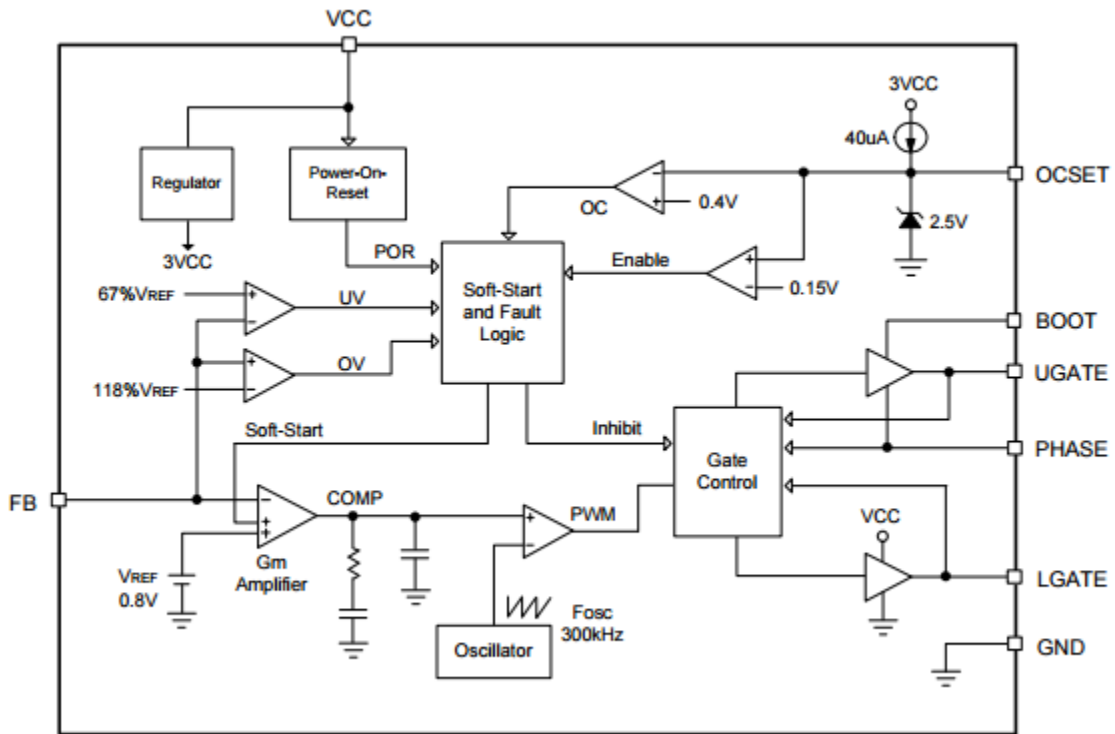 VCC
3VCC
40uA
Regulator
Power-On-
Reset
OCSET
OC
0.4V
2.5V
3VCC
POR
Enable
0.15V
67%VREF
UV
Soft-Start
and Fault
Logic
BOOT
118%VREF
OV
UGATE
Soft-Start
Inhibit
PHASE
Gate
Control
FB
COMP
PWM
VCC
Gm
Amplifier
VREF
0.8V
Fosc
300kHz
Oscillator
LGATE
GND